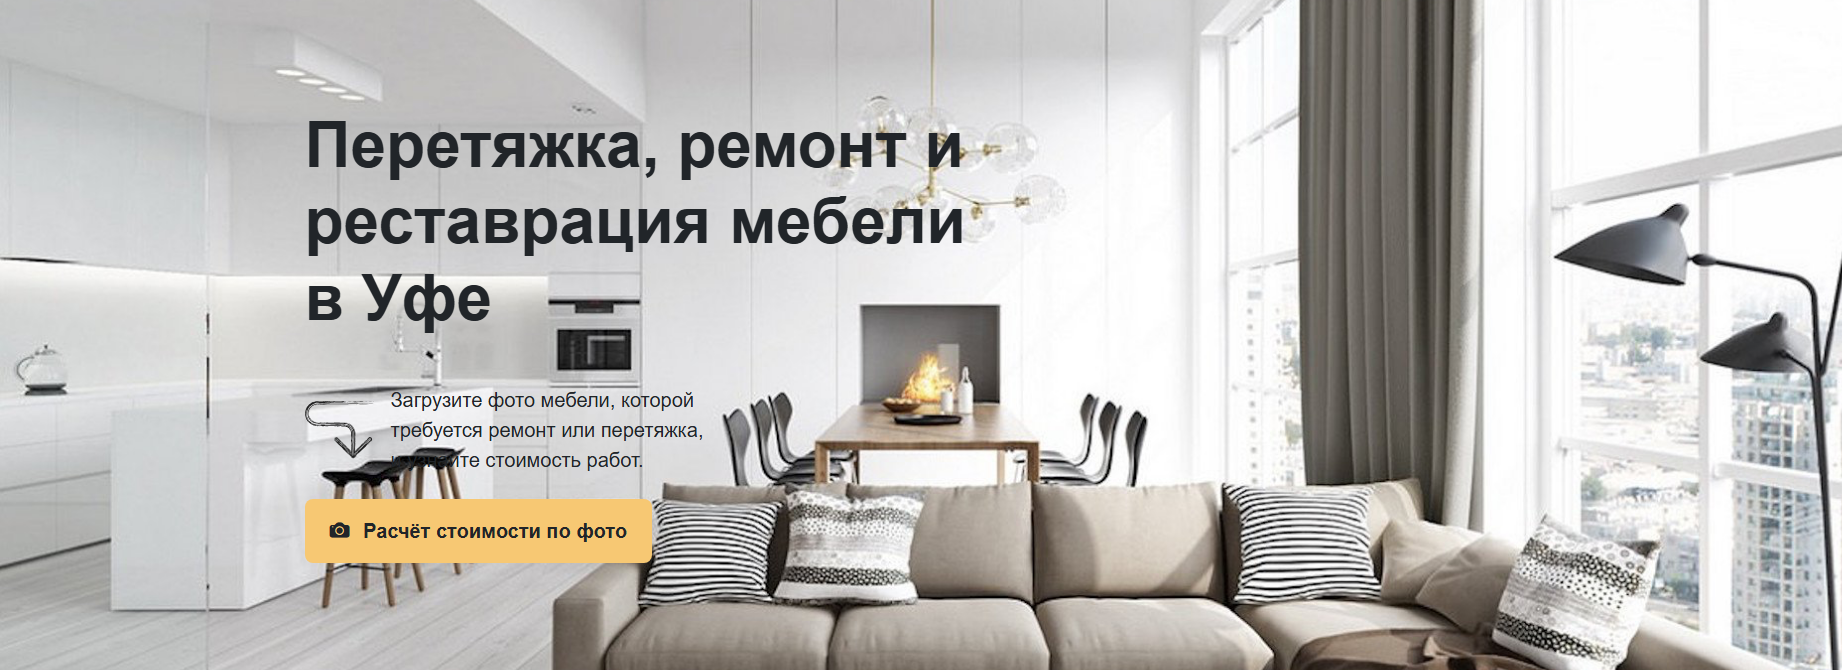 Перетяжка, ремонт и
реставрация мебели
в Уфе
Загрузите фото мебели, которой
требуется ремонт или перетяжка,
и узнайте стоимость работ.
Расчёт стоимости по фото